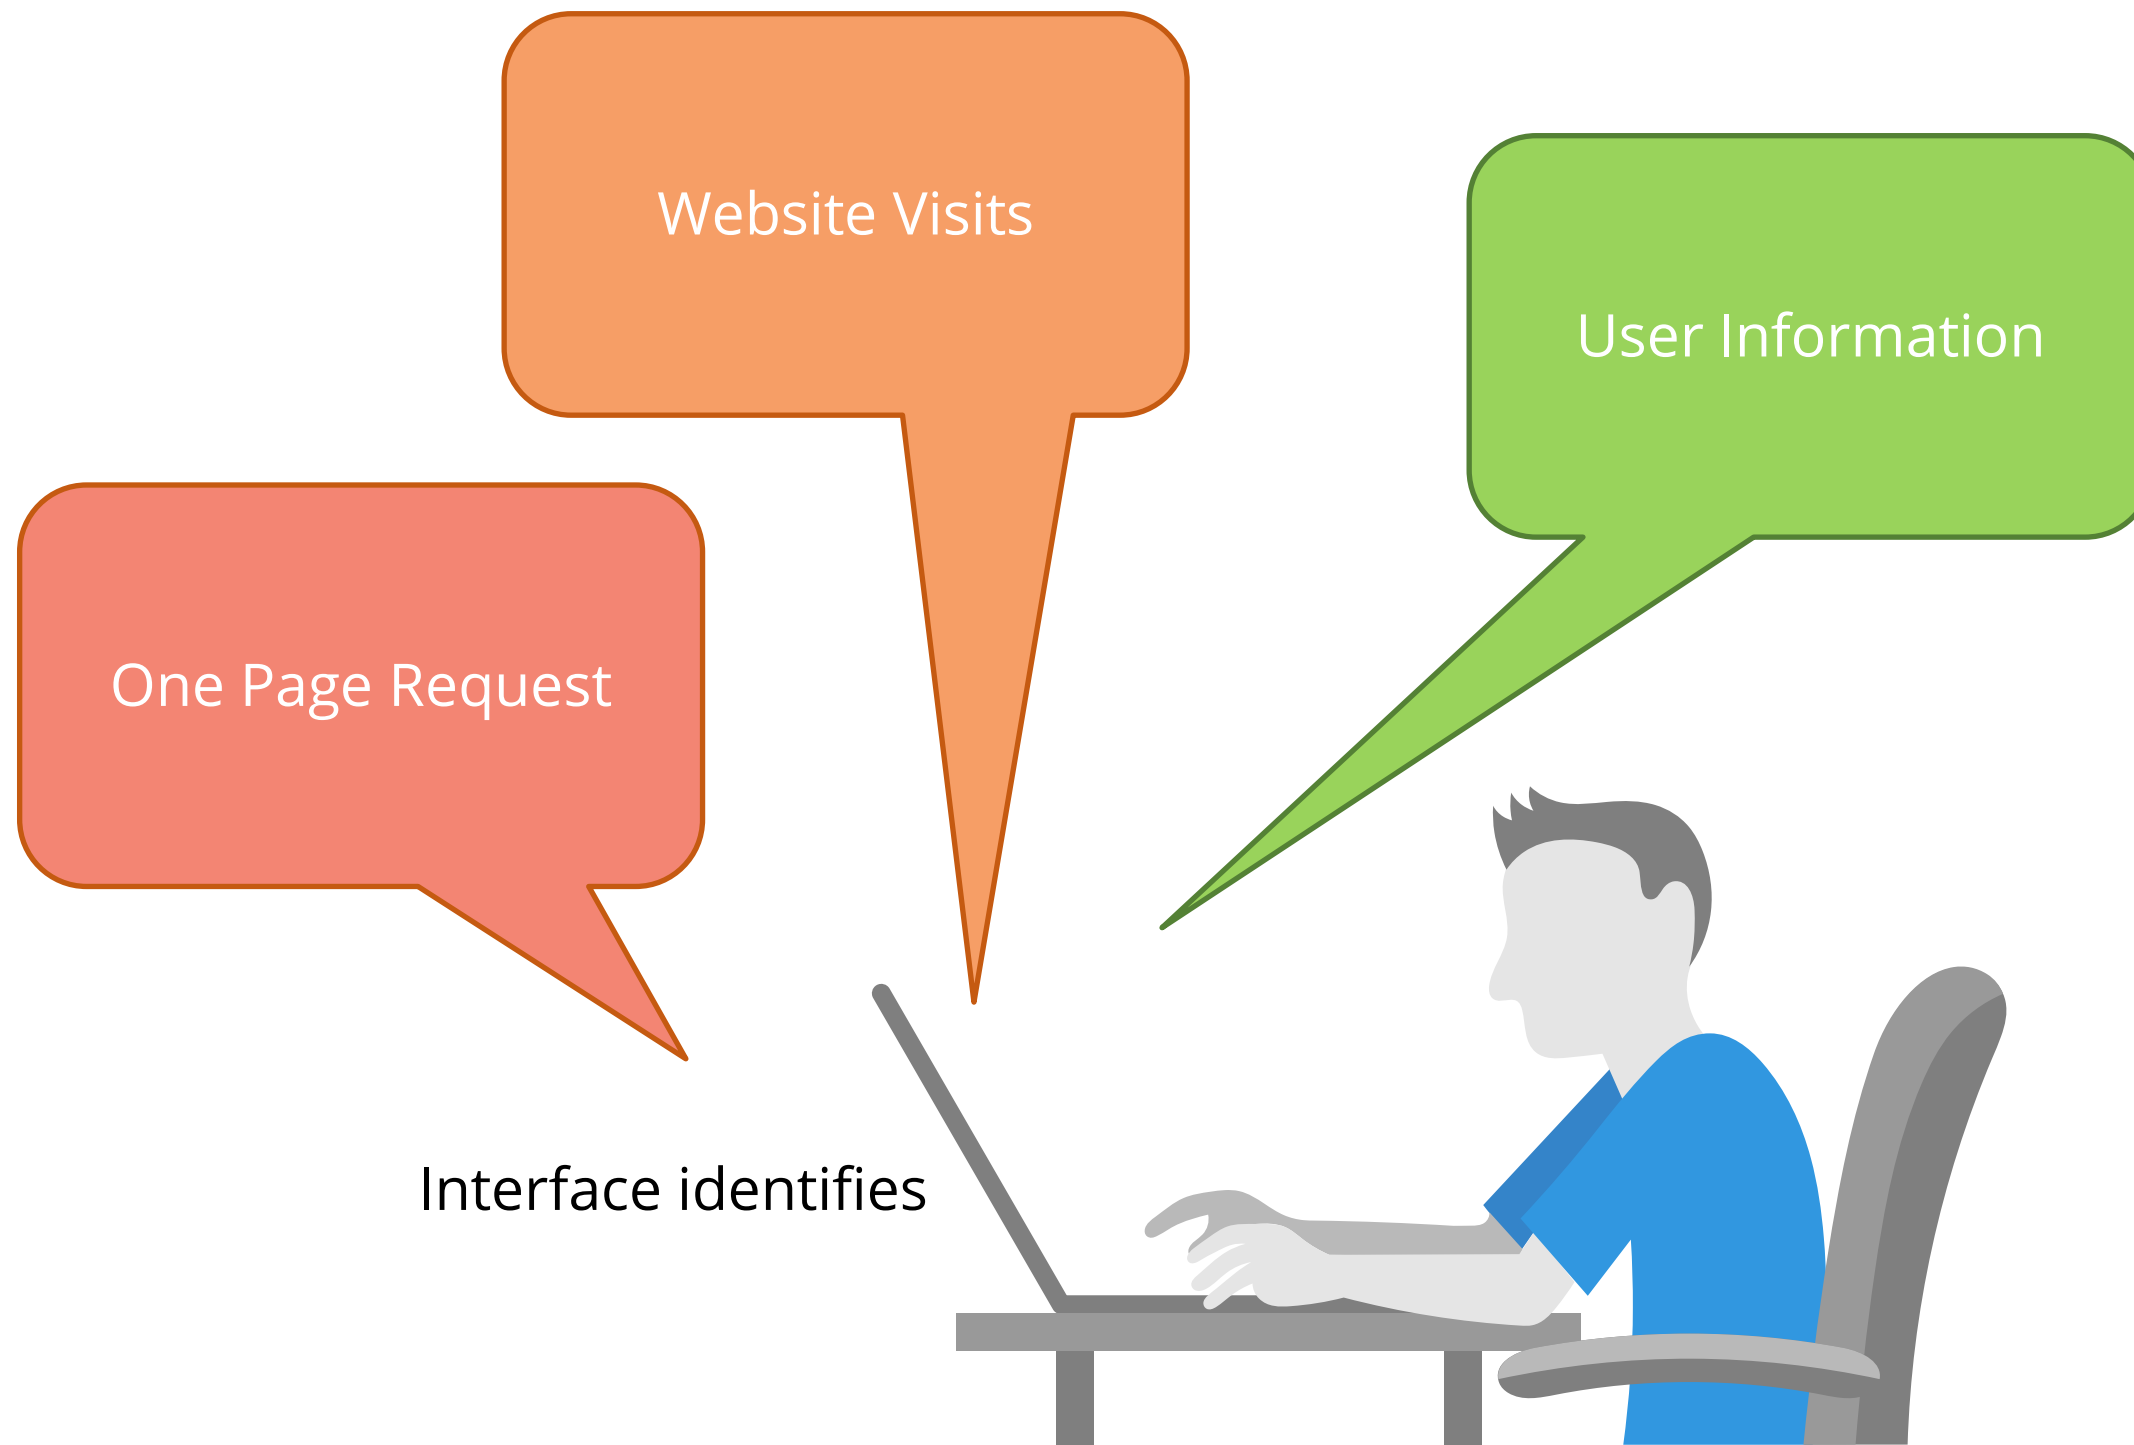 Website Visits
User Information
One Page Request
Interface identifies